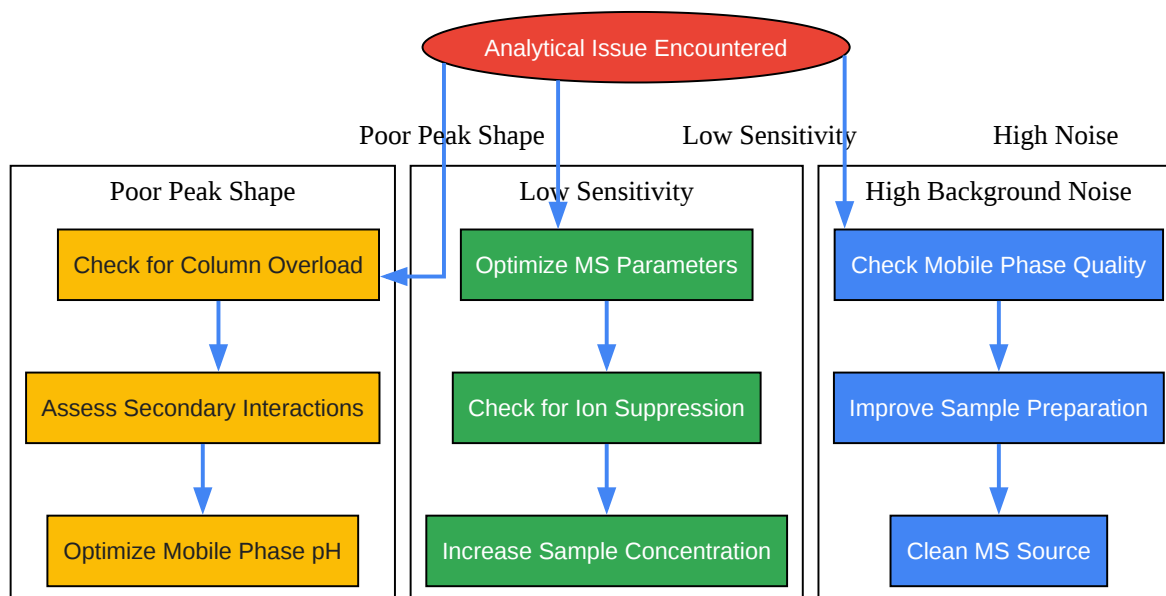 Analytical Issue Encountered
Poor Peak Shape
Low Sensitivity
High Noise
Poor Peak Shape
Low Sensitivity
High Background Noise
Check for Column Overload
Optimize MS Parameters
Check Mobile Phase Quality
Assess Secondary Interactions
Check for Ion Suppression
Improve Sample Preparation
Optimize Mobile Phase pH
Increase Sample Concentration
Clean MS Source